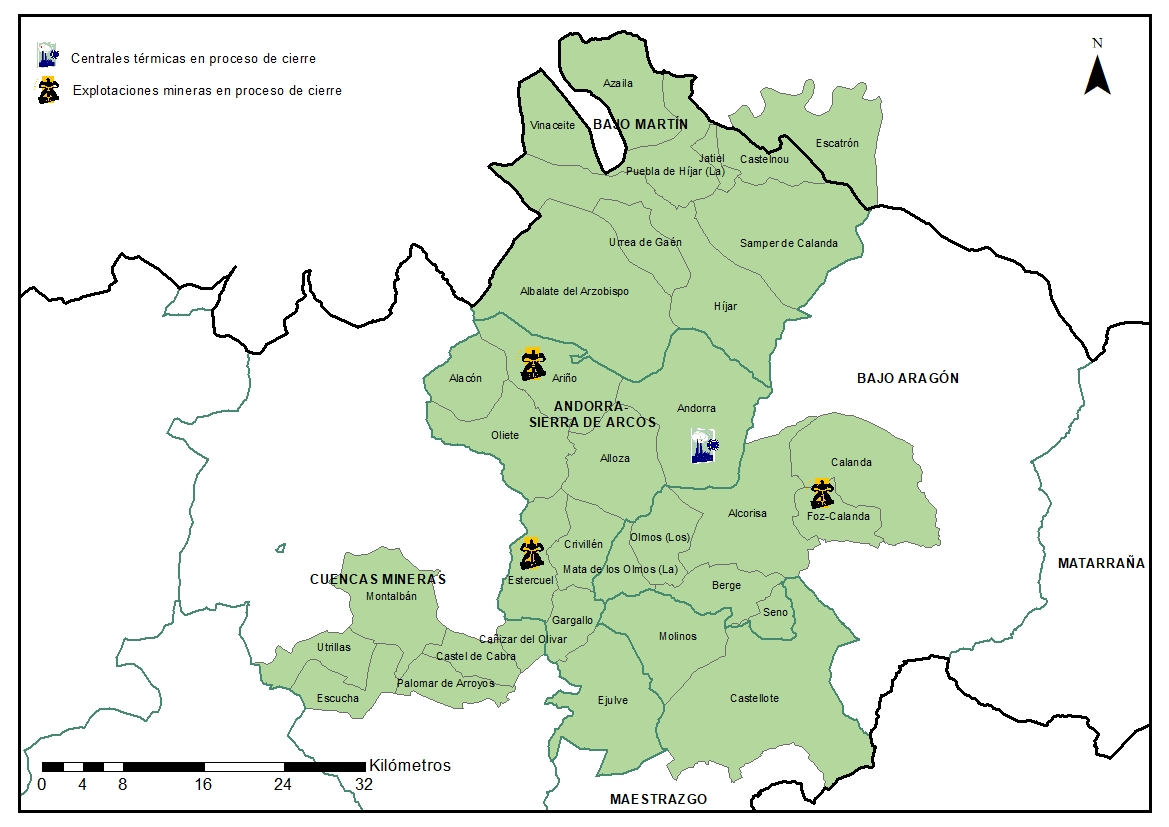 Centrales térmicas en proceso de cierre
Explotaciones mineras en proceso de cierre
N
Azaila
Vinaceite
BAJO MARTÍN
Escatrón
Jatiel
Castelnou
Puebla de Híjar (La)
Urrea de Gaén
Samper de Calanda
Albalate del Arzobispo
Híjar
Alacón
Ariño
BAJO ARAGÓN
ANDORRA-
SIERRA DE ARCOS
Andorra
Oliete
Alloza
Calanda
Alcorisa
Foz-Calanda
Crivillén
Olmos (Los)
MATARRAÑA
Mata de los Olmos (La)
Estercuel
CUENCAS MINERAS
Montalbán
Berge
Seno
Gargallo
Molinos
Cañizar del Olivar
Utrillas
Castel de Cabra
Palomar de Arroyos
Escucha
Ejulve
Castellote
Kilómetros
0 4 8 16 24 32
MAESTRAZGO